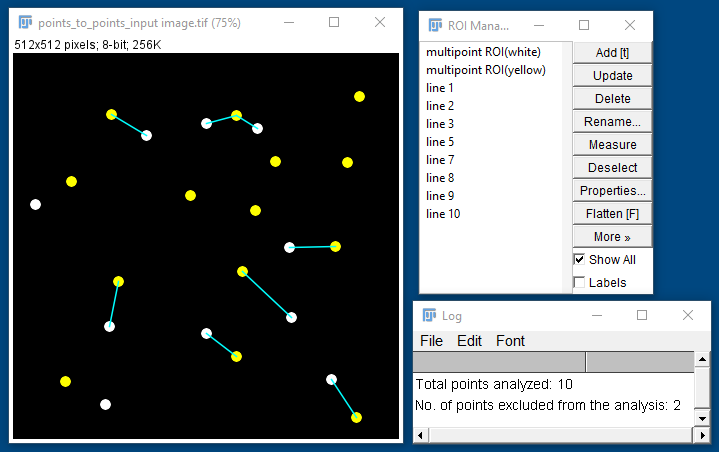 points_to_points_input image.tif (75%)
512x512 pixels; 8-bit; 256K
ROI Mana...
multipoint ROI(white)
multipoint ROI(yellow)
line 1
line 2
line 3
line 5
line 7
line 8
line 9
line 10
Add [t]
Update
Delete
Rename...
Measure
Deselect
Properties...
Flatten [F]
More »
Show All
Labels
Log
File Edit Font
Total points analyzed: 10
No. of points excluded from the analysis: 2